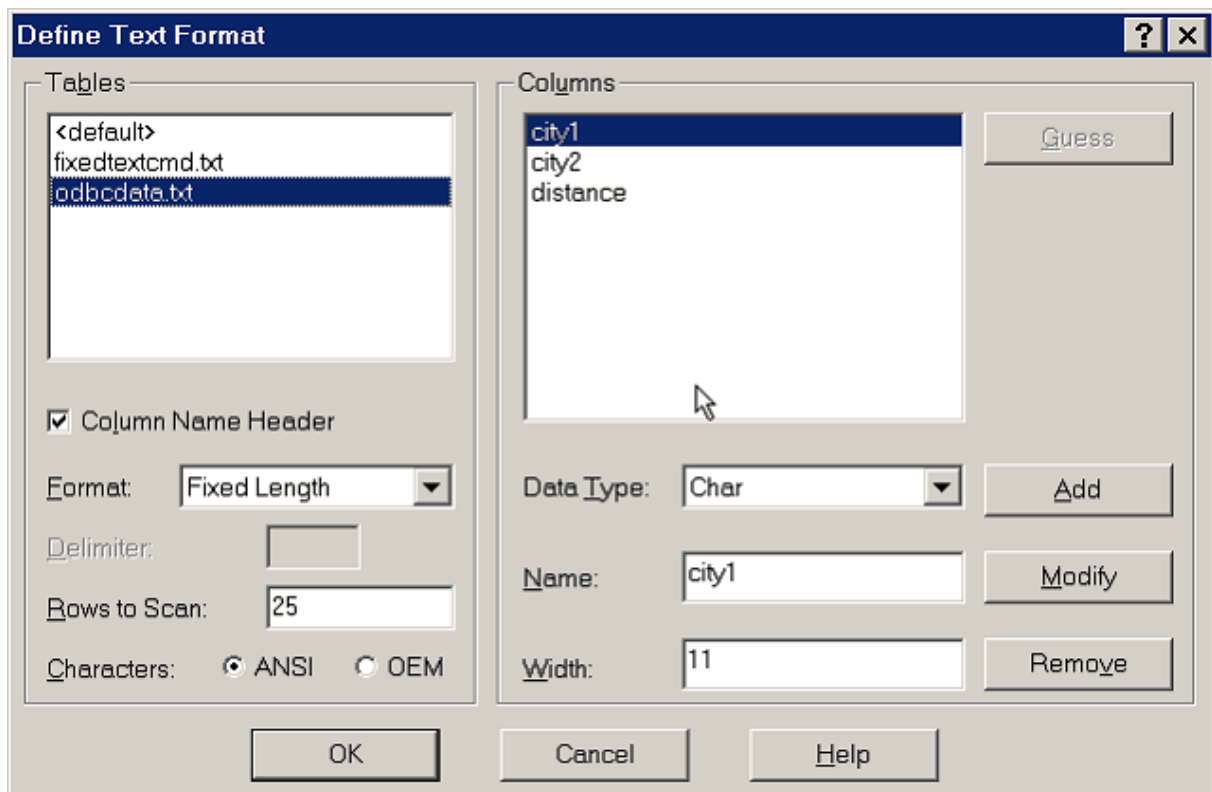 Define Text Format
Tables
<default>
fixedtextcmd.txt
odbcdata.txt
Column Name Header
Format: Fixed Length
Delimiter:
Rows to Scan: 25
Characters: ANSI OEM
Columns
city1
city2
distance
Guess
Data Type: Char
Add
Name: city1
Modify
Width: 11
Remove
OK Cancel Help